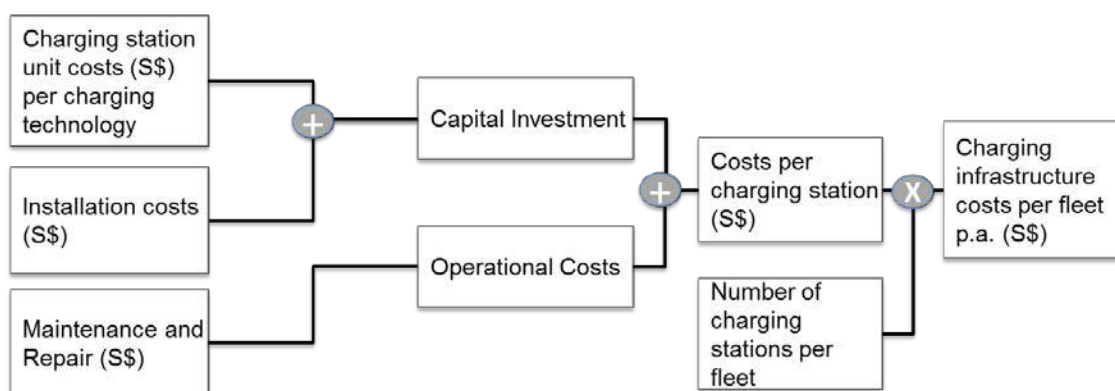 Charging station
unit costs (S$)
per charging
technology
Installation costs
(S$)
Maintenance and
Repair (S$)
+
Capital Investment
Operational Costs
+
Costs per
charging station
(S$)
Number of
charging
stations per
fleet
X
Charging
infrastructure
costs per fleet
p.a. (S$)